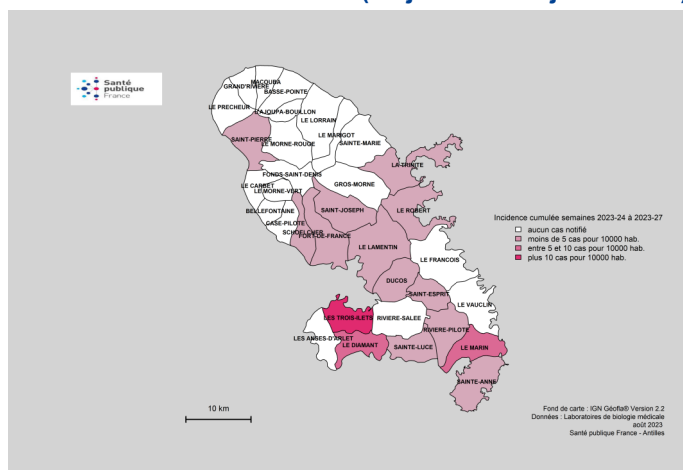 Santé
publique
France
MACOUBA
GRAND'RIVIERE
BASSE-POINTE
LE PRECHEUR
L'AJOUPA-BOUILLON
LE LORRAIN
LE MARIGOT
SAINT-PIERRE
SAINTE-MARIE
LE MORNE-ROUGE
LA TRINITE
FONDS-SAINT-DENIS
LE CARBET
GROS-MORNE
LE MORNE-VERT
BELLEFONTAINE
SAINT-JOSEPH
LE ROBERT
CASE-PILOTE
SCHOELCHER
FORT-DE-FRANCE
LE LAMENTIN
LE FRANCOIS
DUCOS
SAINT-ESPRIT
LE VAUCLIN
LES TROIS-ILETS
RIVIERE-SALEE
RIVIERE-PILOTE
LES ANSES-D'ARLET
LE DIAMANT
SAINTE-LUCE
LE MARIN
SAINTE-ANNE
Incidence cumulée semaines 2023-24 à 2023-27
aucun cas notifié
moins de 5 cas pour 10000 hab.
entre 5 et 10 cas pour 10000 hab.
plus 10 cas pour 10000 hab.
10 km
Fond de carte : IGN Géofla® Version 2.2
Données : Laboratoires de biologie médicale
août 2023
Santé publique France - Antilles